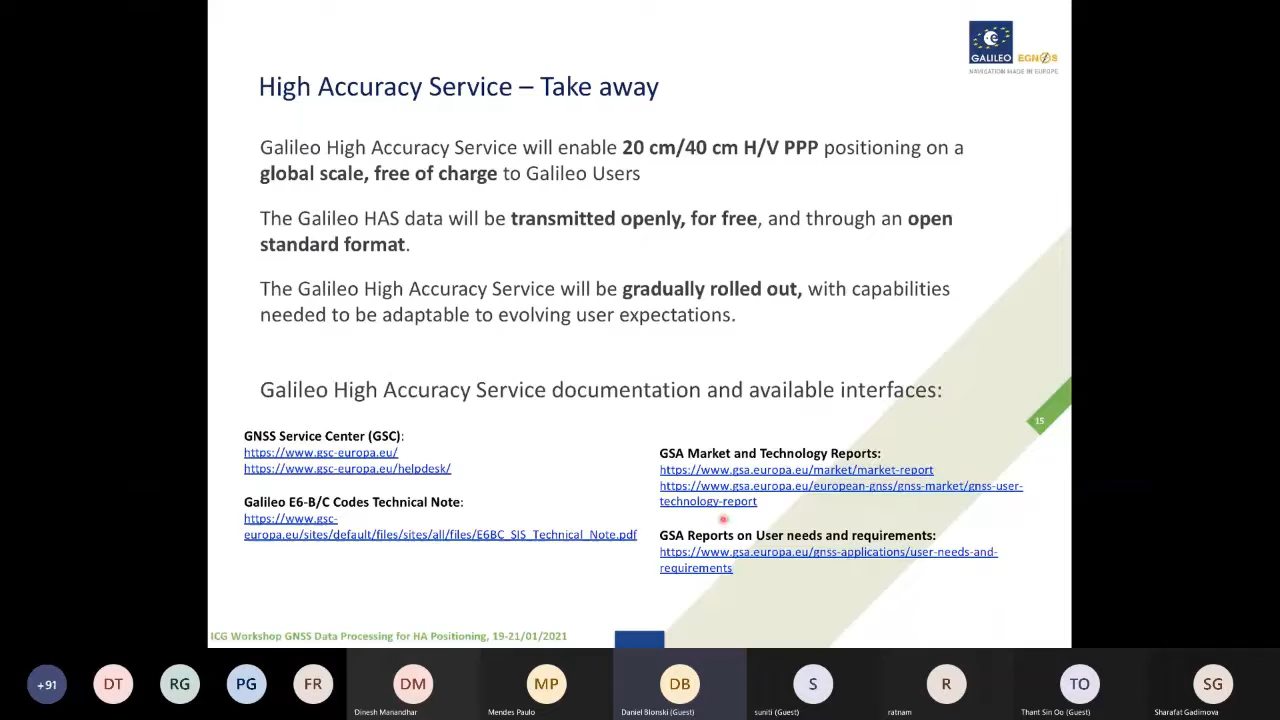 GALILEO
EGNOS
NAVIGATION MADE IN EUROPE
High Accuracy Service – Take away
Galileo High Accuracy Service will enable 20 cm/40 cm H/V PPP positioning on a
global scale, free of charge to Galileo Users
The Galileo HAS data will be transmitted openly, for free, and through an open
standard format.
The Galileo High Accuracy Service will be gradually rolled out, with capabilities
needed to be adaptable to evolving user expectations.
Galileo High Accuracy Service documentation and available interfaces:
15
GNSS Service Center (GSC):
https://www.gsc-europa.eu/
https://www.gsc-europa.eu/helpdesk/
Galileo E6-B/C Codes Technical Note:
https://www.gsc-
europa.eu/sites/default/files/sites/all/files/E6BC_SIS_Technical_Note.pdf
GSA Market and Technology Reports:
https://www.gsa.europa.eu/market/market-report
https://www.gsa.europa.eu/european-gnss/gnss-market/gnss-user-
technology-report
GSA Reports on User needs and requirements:
https://www.gsa.europa.eu/gnss-applications/user-needs-and-
requirements
ICG Workshop GNSS Data Processing for HA Positioning, 19-21/01/2021
+91
DT
RG
PG
FR
DM
MP
DB
S
R
TO
SG
Dinesh Manandhar
Mendes Paulo
Daniel Blonski (Guest)
suniti (Guest)
ratnam
Thant Sin Oo (Guest)
Sharafat Gadimova